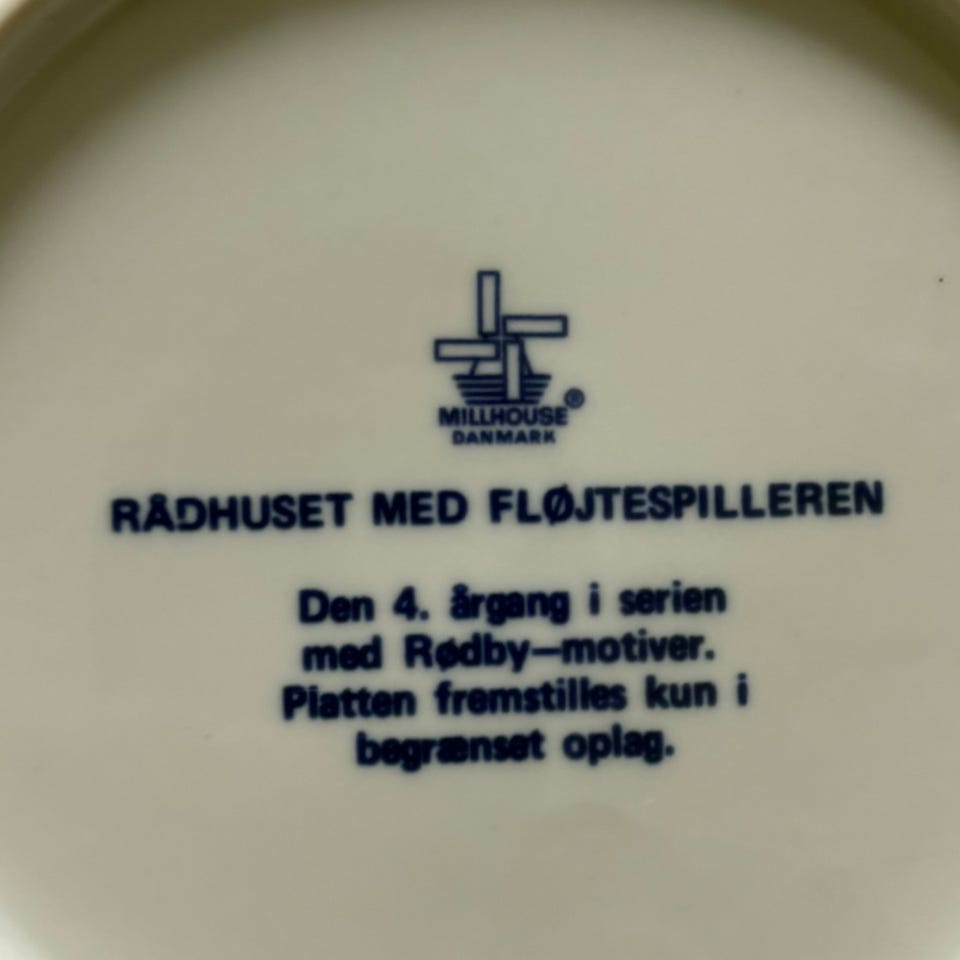 MILLHOUSE®
DANMARK
RÅDHUSET MED FLØJTESPILLEREN
Den 4. årgang i serien
med Rødby-motiver.
Platten fremstilles kun i
begrænset oplag.